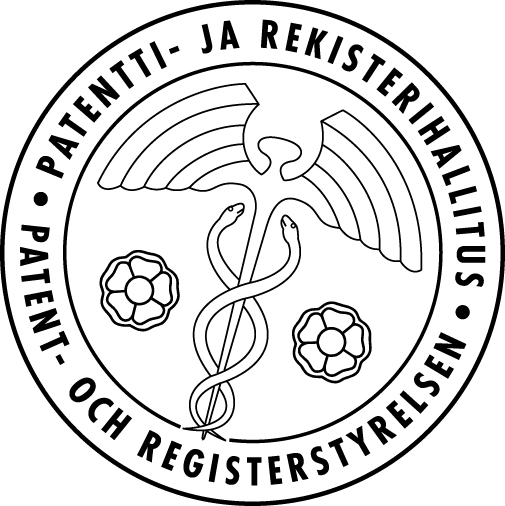 PATENTTI- JA REKISTERIHALLITUS
PATENT- OCH REGISTERSTYRELSEN